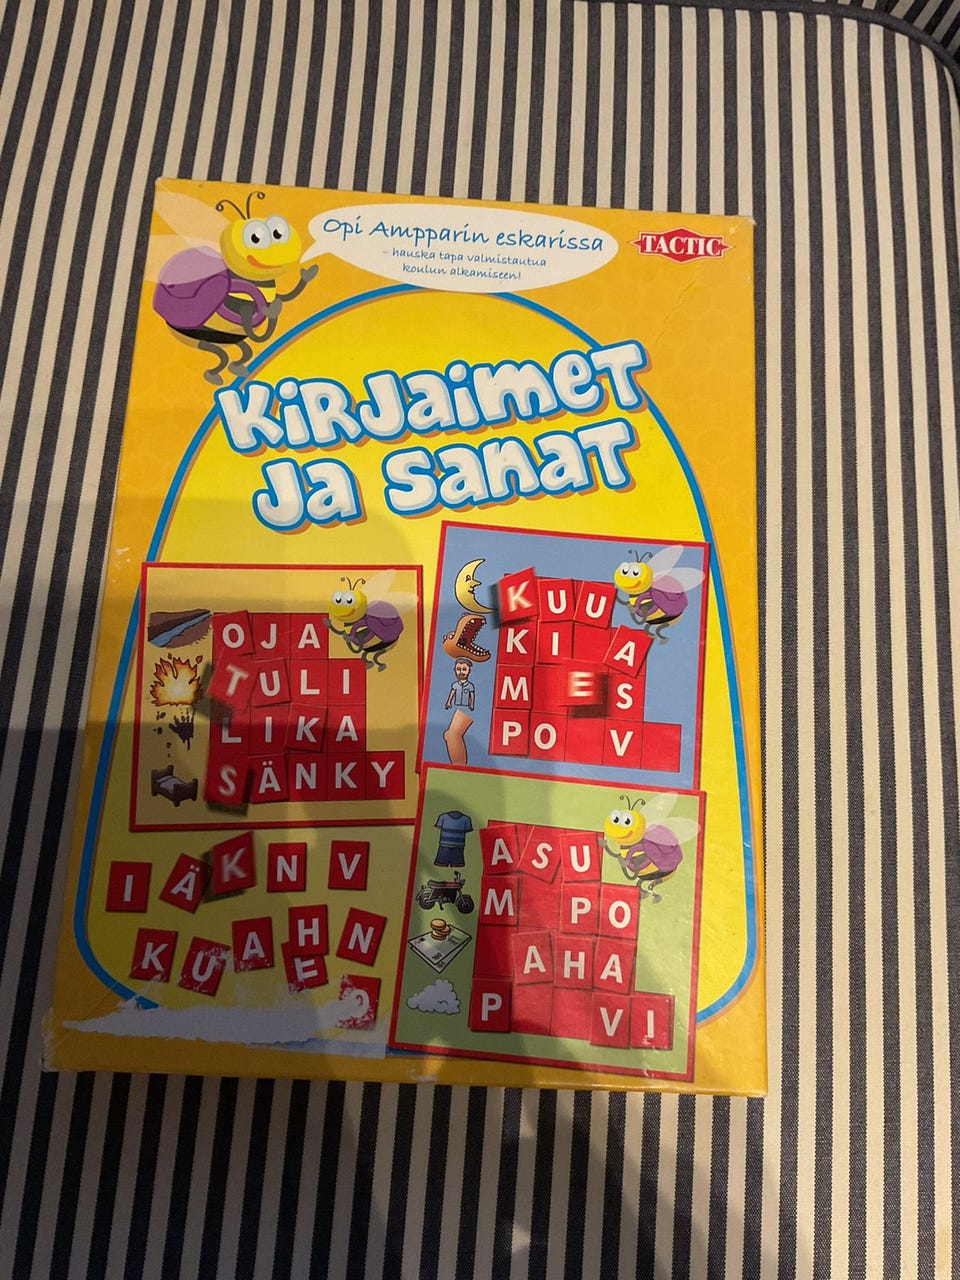 Opi Ampparin eskarissa
- hauska tapa valmistautua
koulun alkamiseen!
TACTIC
KIRJAIMET
JA SANAT
OJA
TULI
LIKA
SÄNKY
KUU
KI A
M ES
PO V
ASU
M PO
AHA
P VI
I Ä K N V
K U A H N